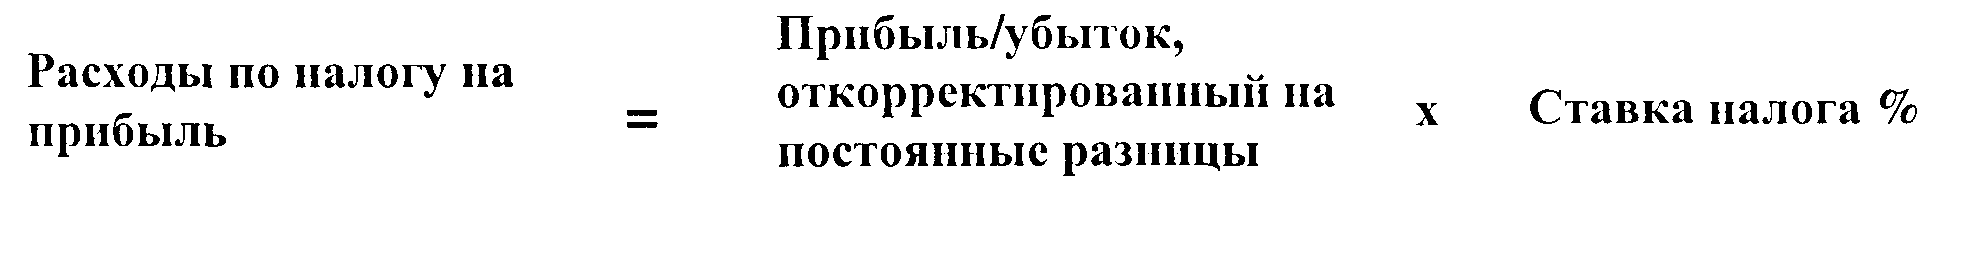 Расходы по налогу на
прибыль
=
Прибыль/убыток,
откорректированный на
постоянные разницы
х
Ставка налога %